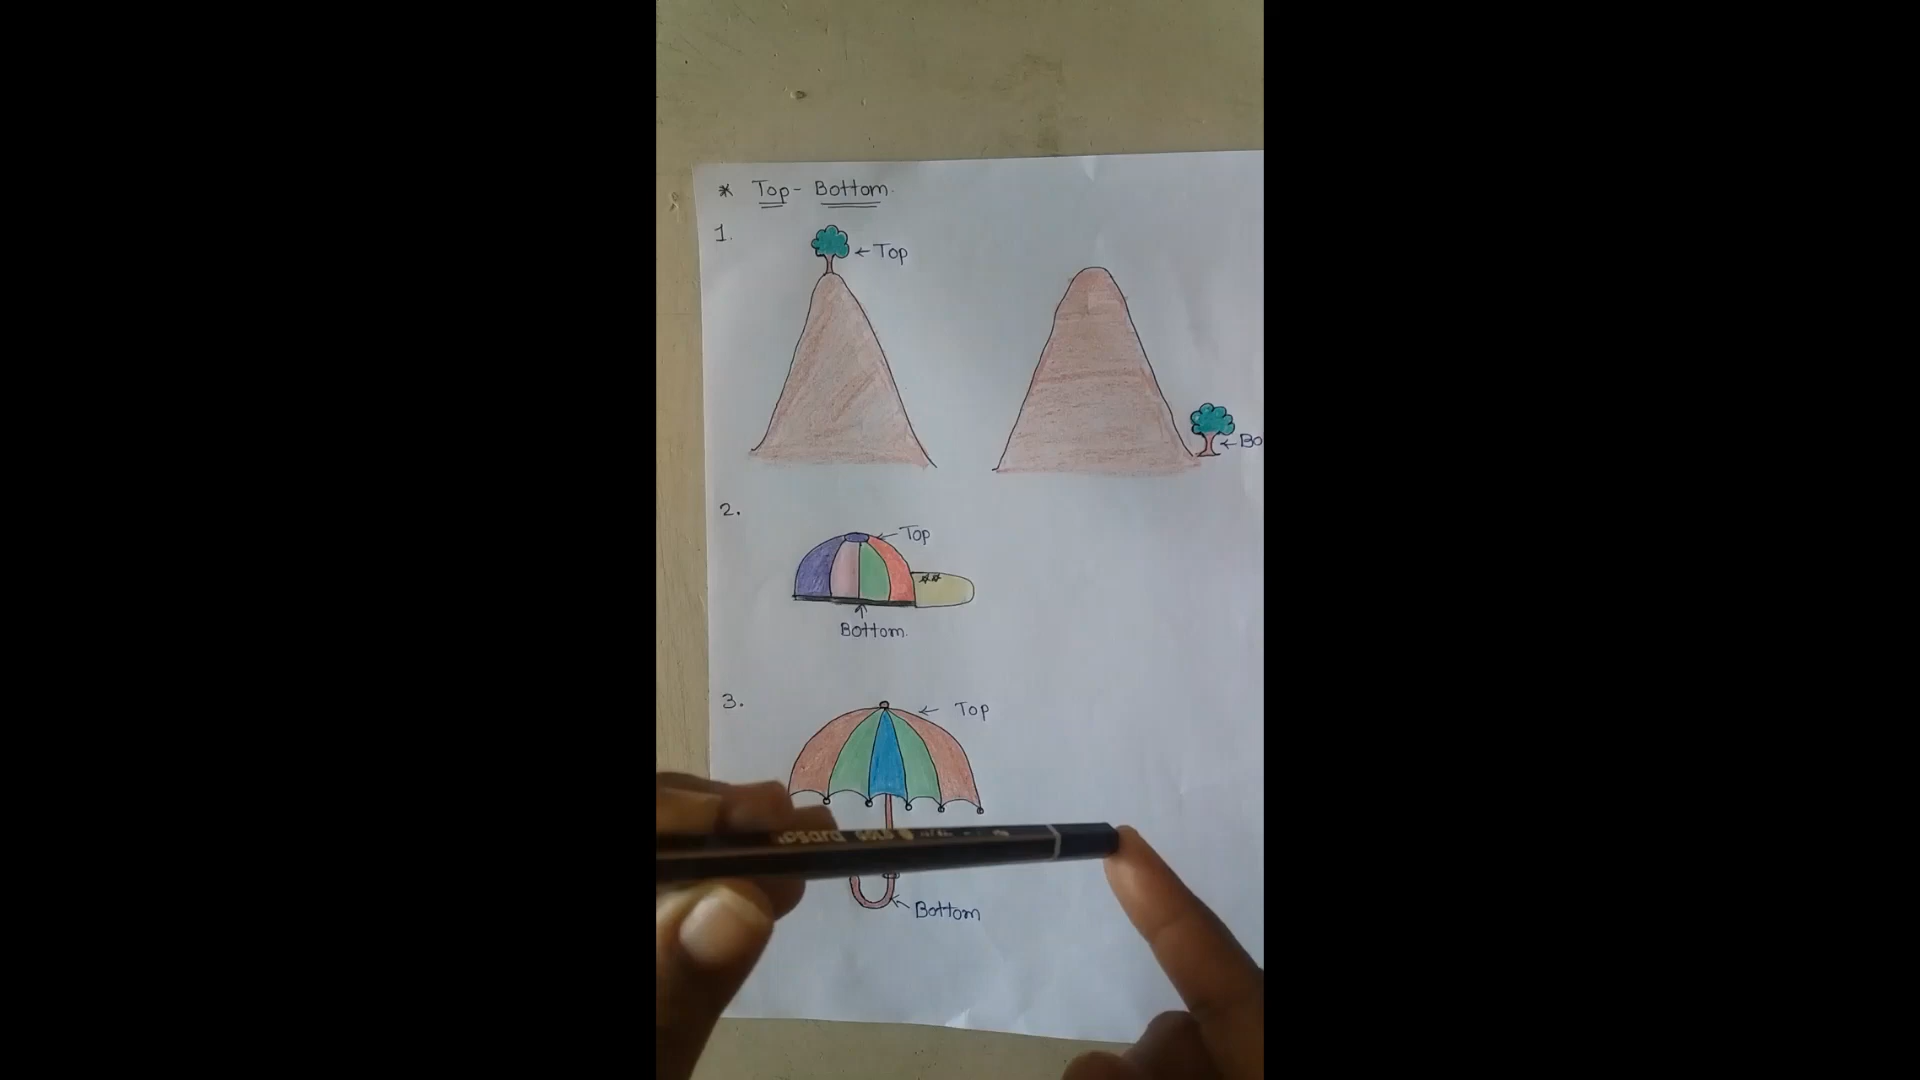 * Top - Bottom.
1.
← Top
← Bo
2.
← Top
Bottom.
3.
← Top
Bottom